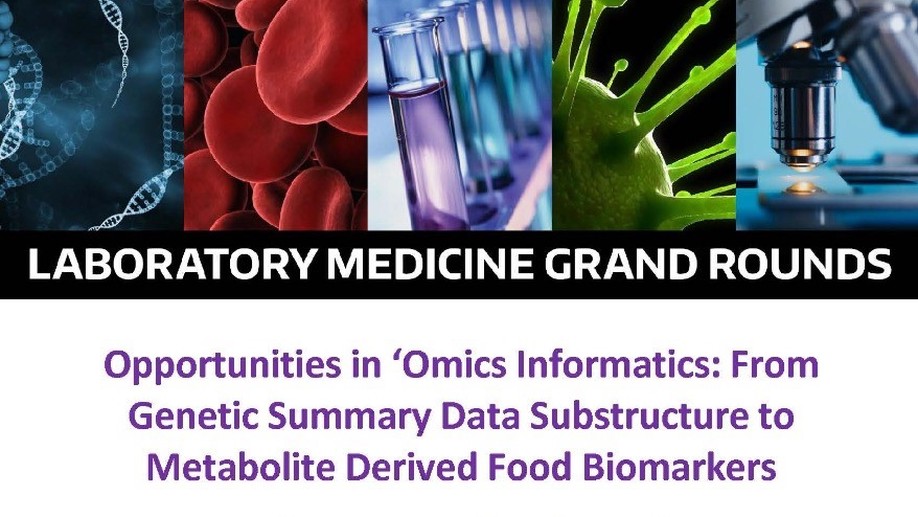 LABORATORY MEDICINE GRAND ROUNDS
Opportunities in ‘Omics Informatics: From
Genetic Summary Data Substructure to
Metabolite Derived Food Biomarkers